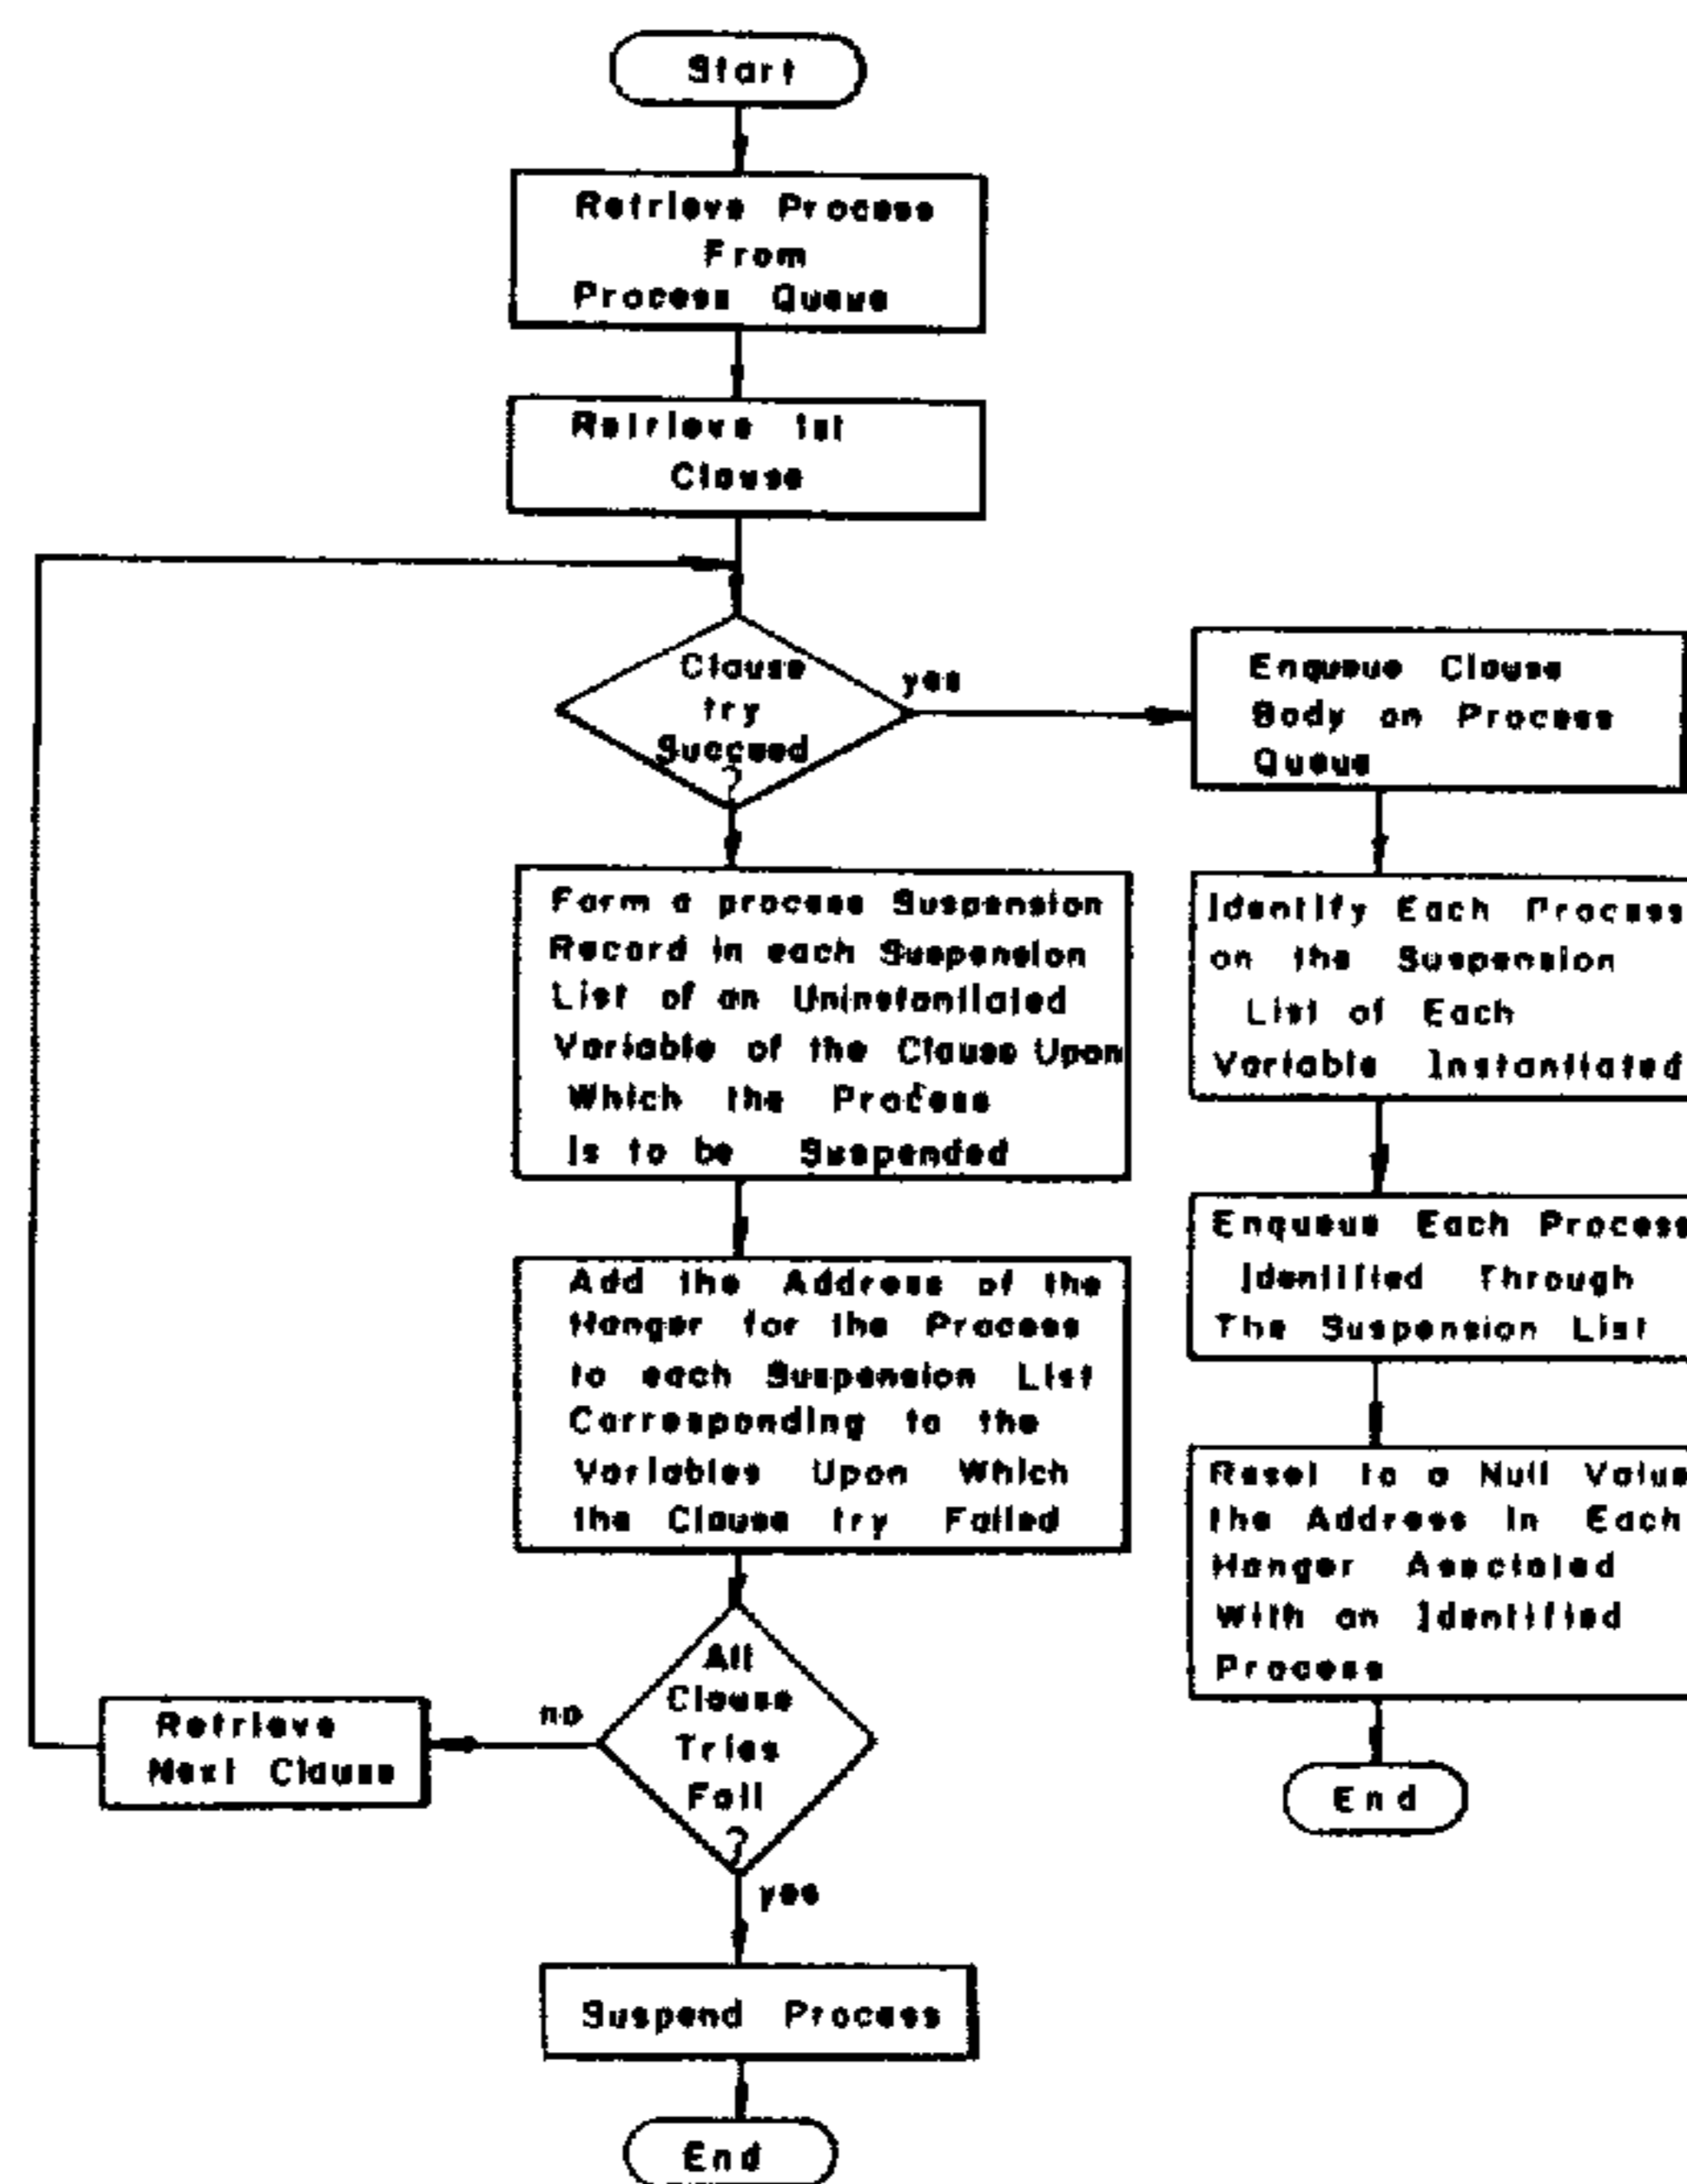 Start
Retrieve Process
From
Process Queue
Retrieve 1st
Clause
Clause
try
Succeed
?
yes
Enqueue Clause
Body on Process
Queue
Form a process Suspension
Record in each Suspension
List of an Uninstantiated
Variable of the Clause Upon
Which the Process
Is to be Suspended
Identify Each Process
on the Suspension
List of Each
Variable Instantiated
Add the Address of the
Hanger for the Process
to each Suspension List
Corresponding to the
Variables Upon Which
the Clause try Failed
Enqueue Each Process
Identified Through
The Suspension List
Reset to a Null Value
the Address In Each
Hanger Asociated
With an Identified
Process
End
All
Clause
Tries
Fail
?
no
Retrieve
Next Clause
yes
Suspend Process
End